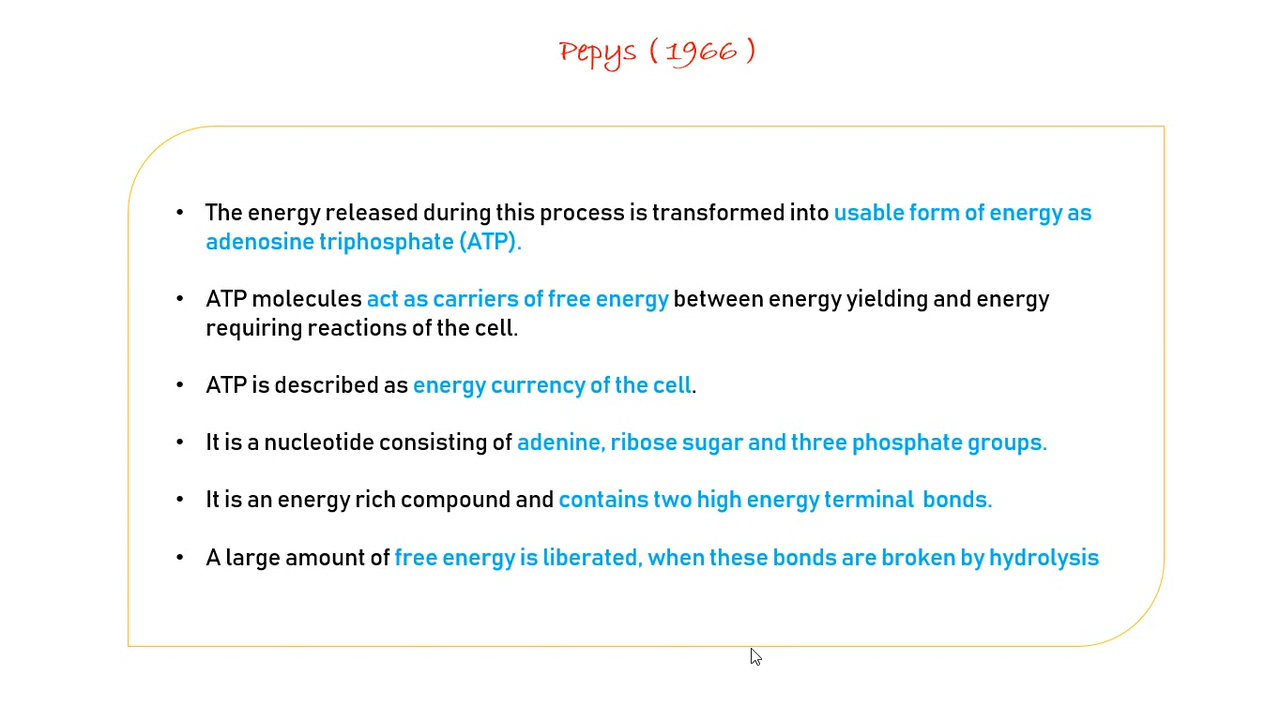 Pepys (1966 )
• The energy released during this process is transformed into usable form of energy as
adenosine triphosphate (ATP).
• ATP molecules act as carriers of free energy between energy yielding and energy
requiring reactions of the cell.
• ATP is described as energy currency of the cell.
• It is a nucleotide consisting of adenine, ribose sugar and three phosphate groups.
• It is an energy rich compound and contains two high energy terminal  bonds.
• A large amount of free energy is liberated, when these bonds are broken by hydrolysis